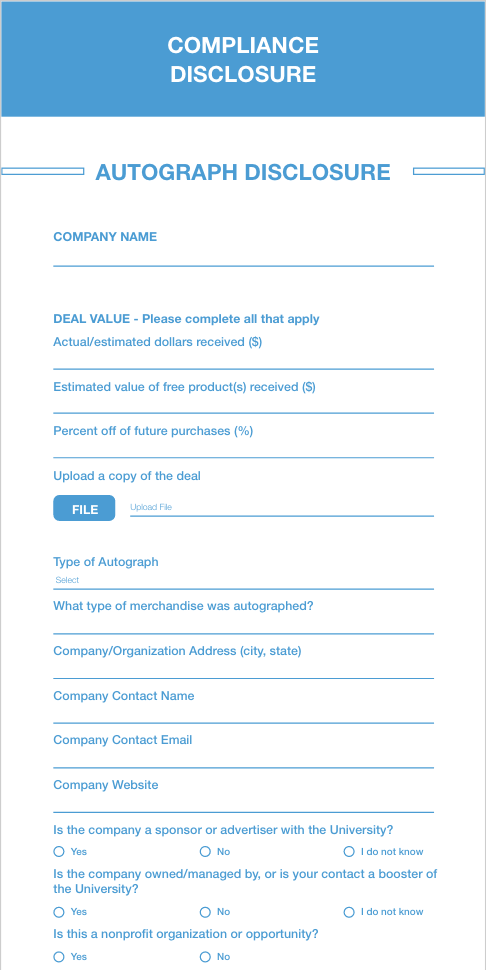 COMPLIANCE
DISCLOSURE
AUTOGRAPH DISCLOSURE
COMPANY NAME
DEAL VALUE - Please complete all that apply
Actual/estimated dollars received ($)
Estimated value of free product(s) received ($)
Percent off of future purchases (%)
Upload a copy of the deal
FILE Upload File
Type of Autograph
Select
What type of merchandise was autographed?
Company/Organization Address (city, state)
Company Contact Name
Company Contact Email
Company Website
Is the company a sponsor or advertiser with the University?
Yes No I do not know
Is the company owned/managed by, or is your contact a booster of
the University?
Yes No I do not know
Is this a nonprofit organization or opportunity?
Yes No